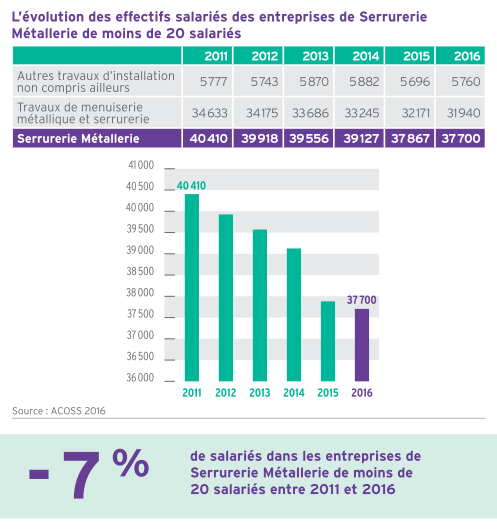 L'évolution des effectifs salariés des entreprises de Serrurerie
Métallerie de moins de 20 salariés
2011 2012 2013 2014 2015 2016
Autres travaux d'installation
non compris ailleurs
5777 5743 5870 5882 5696 5760
Travaux de menuiserie
métallique et serrurerie
34633 34175 33686 33245 32171 31940
Serrurerie Métallerie 40410 39918 39556 39127 37867 37700
41000
40500
40000
39500
39000
38500
38000
37500
37000
36500
36000
40410
37700
2011 2012 2013 2014 2015 2016
Source : ACOSS 2016
- 7 %
de salariés dans les entreprises de
Serrurerie Métallerie de moins de
20 salariés entre 2011 et 2016